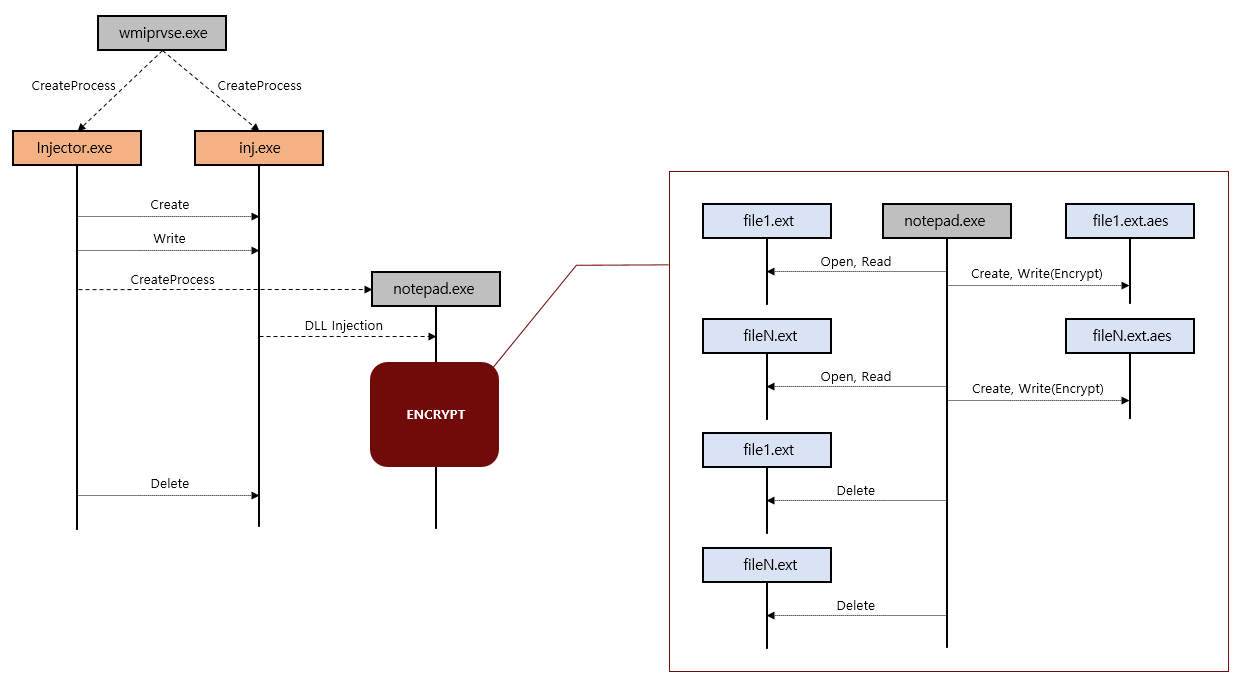 wmiprvse.exe
CreateProcess
CreateProcess
Injector.exe
inj.exe
Create
Write
CreateProcess
notepad.exe
DLL Injection
ENCRYPT
Delete
file1.ext
notepad.exe
file1.ext.aes
Open, Read
Create, Write(Encrypt)
fileN.ext
fileN.ext.aes
Open, Read
Create, Write(Encrypt)
file1.ext
Delete
fileN.ext
Delete